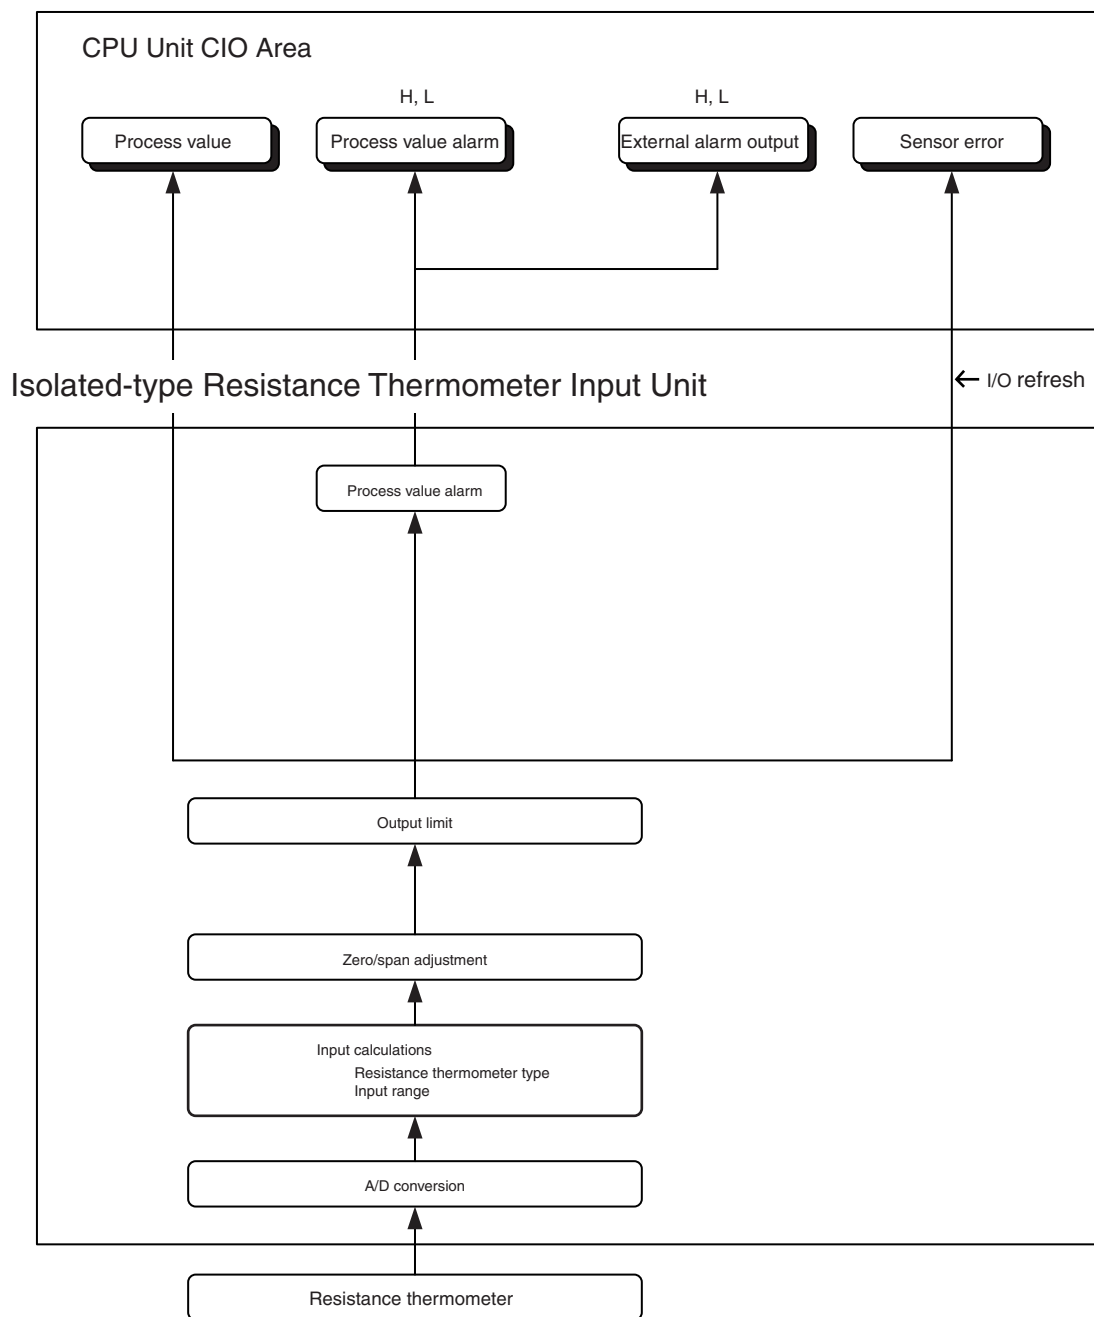 CPU Unit CIO Area
H, L
H, L
Process value
Process value alarm
External alarm output
Sensor error
Isolated-type Resistance Thermometer Input Unit
I/O refresh
Process value alarm
Output limit
Zero/span adjustment
Input calculations
Resistance thermometer type
Input range
A/D conversion
Resistance thermometer